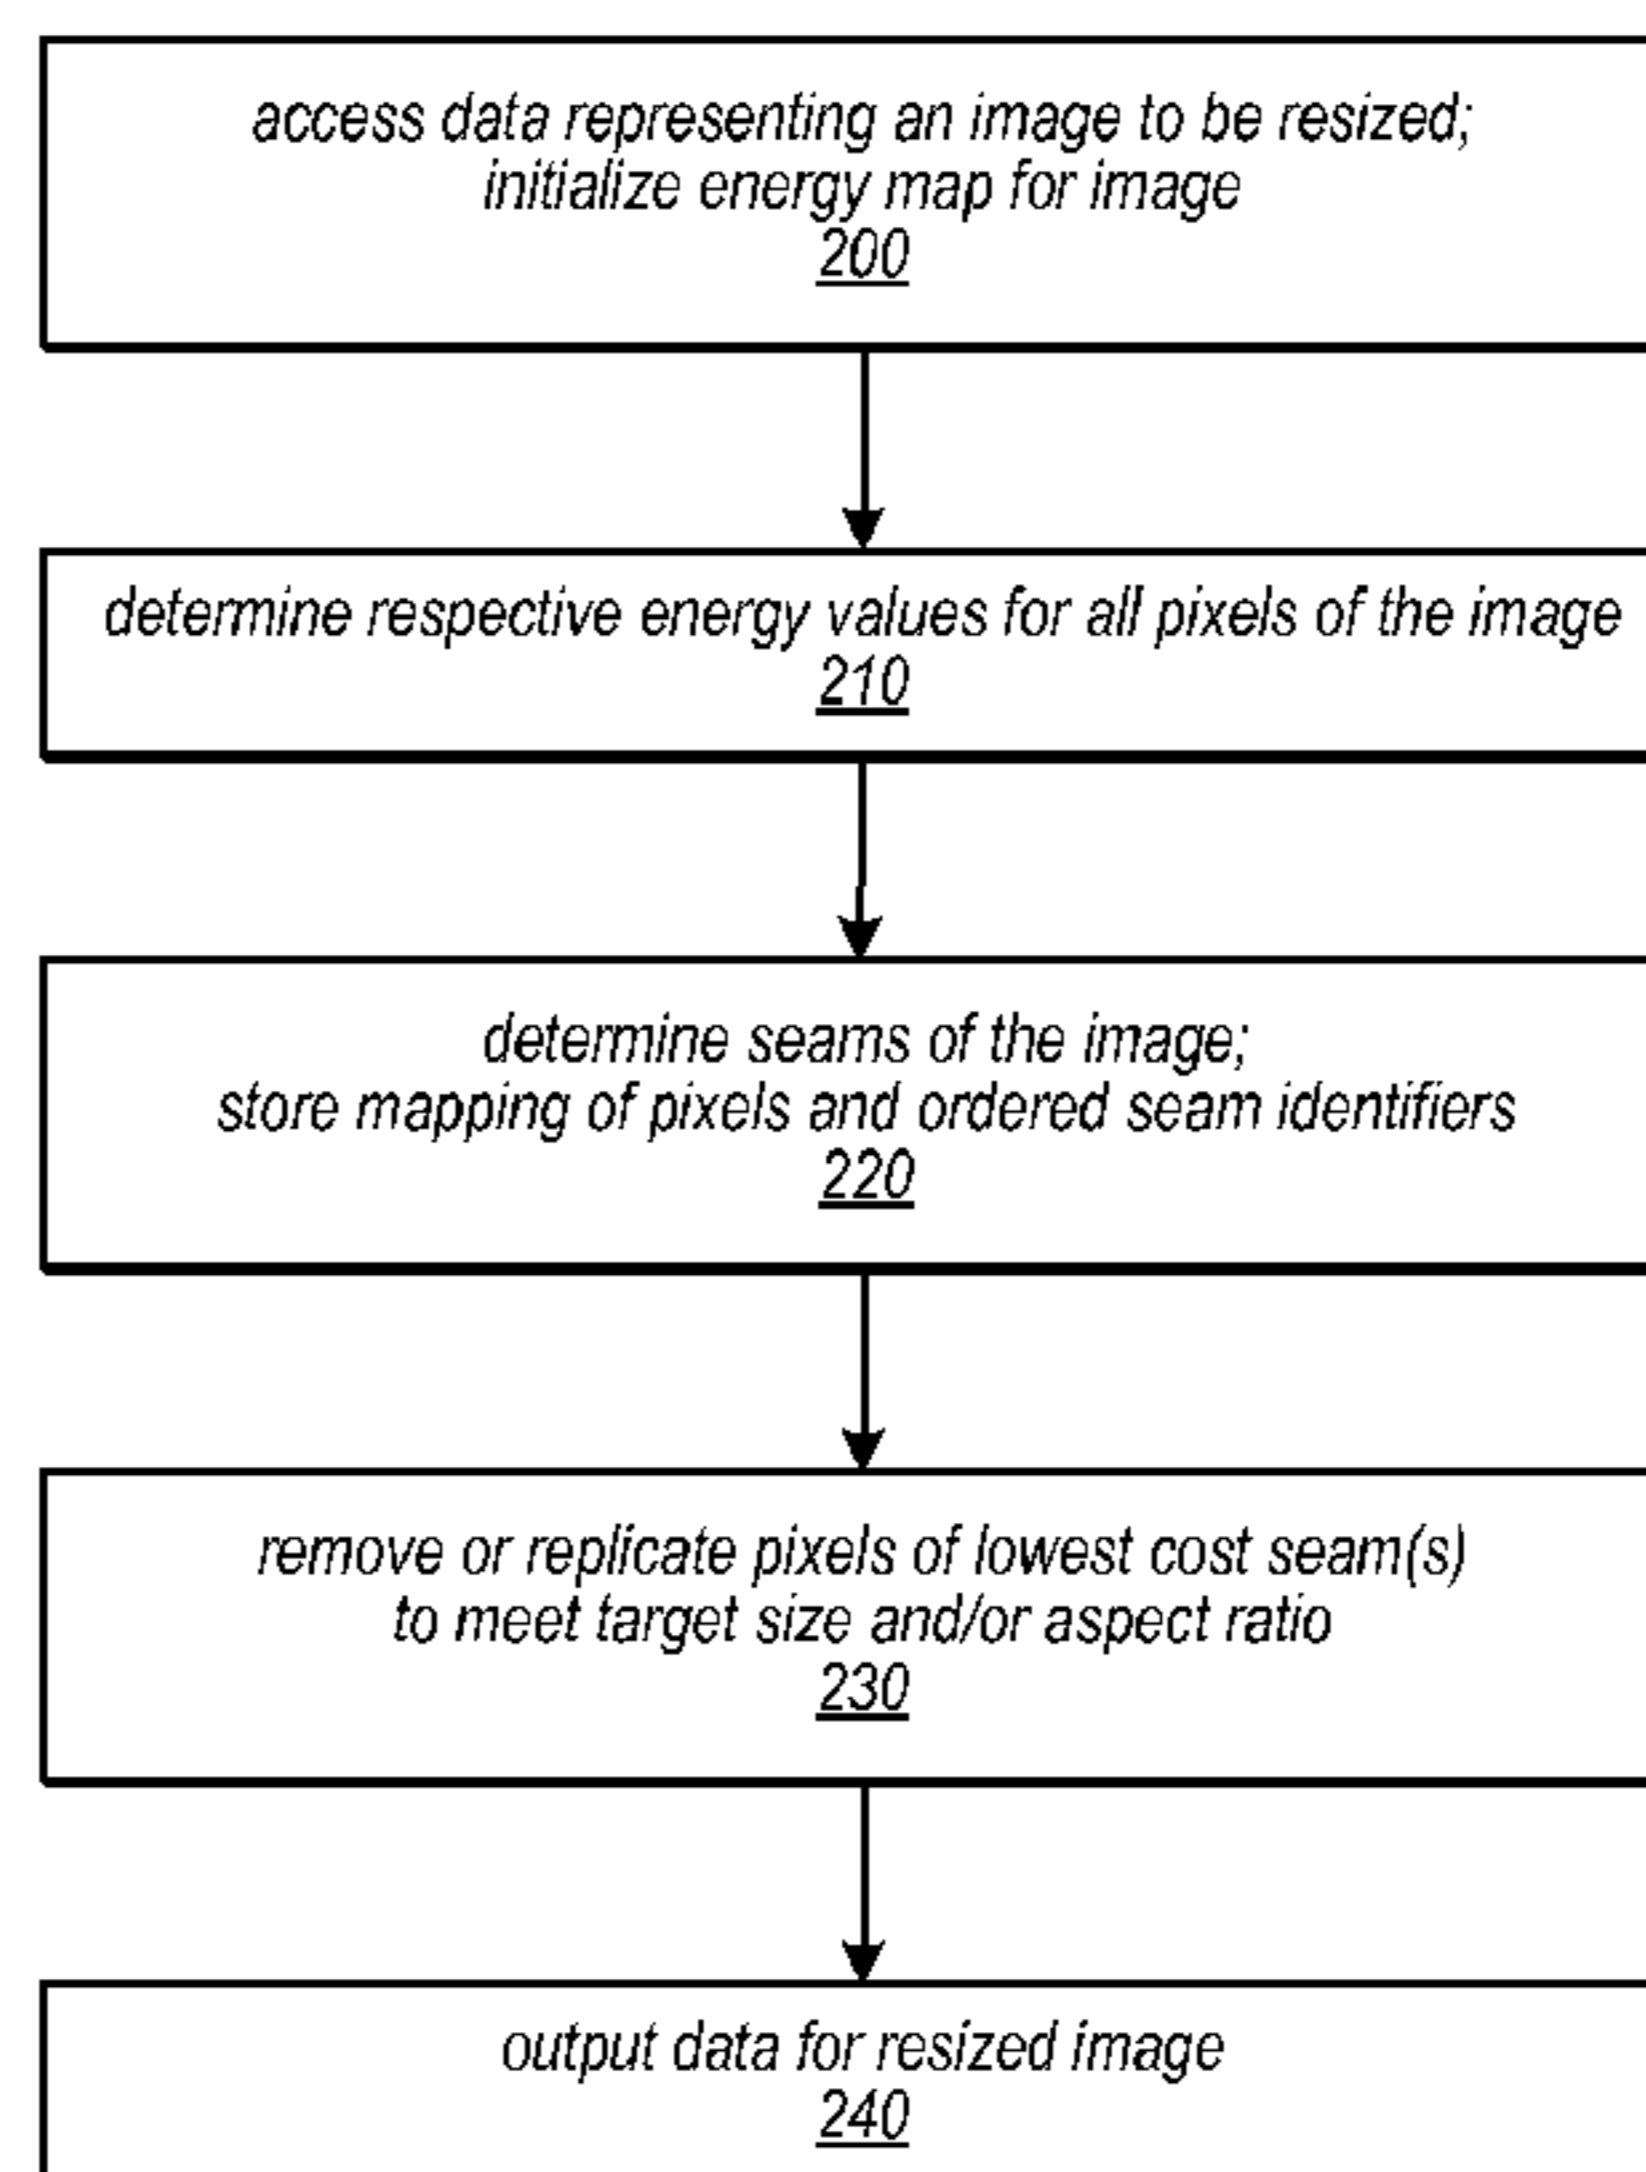 access data representing an image to be resized;
initialize energy map for image
200
determine respective energy values for all pixels of the image
210
determine seams of the image;
store mapping of pixels and ordered seam identifiers
220
remove or replicate pixels of lowest cost seam(s)
to meet target size and/or aspect ratio
230
output data for resized image
240